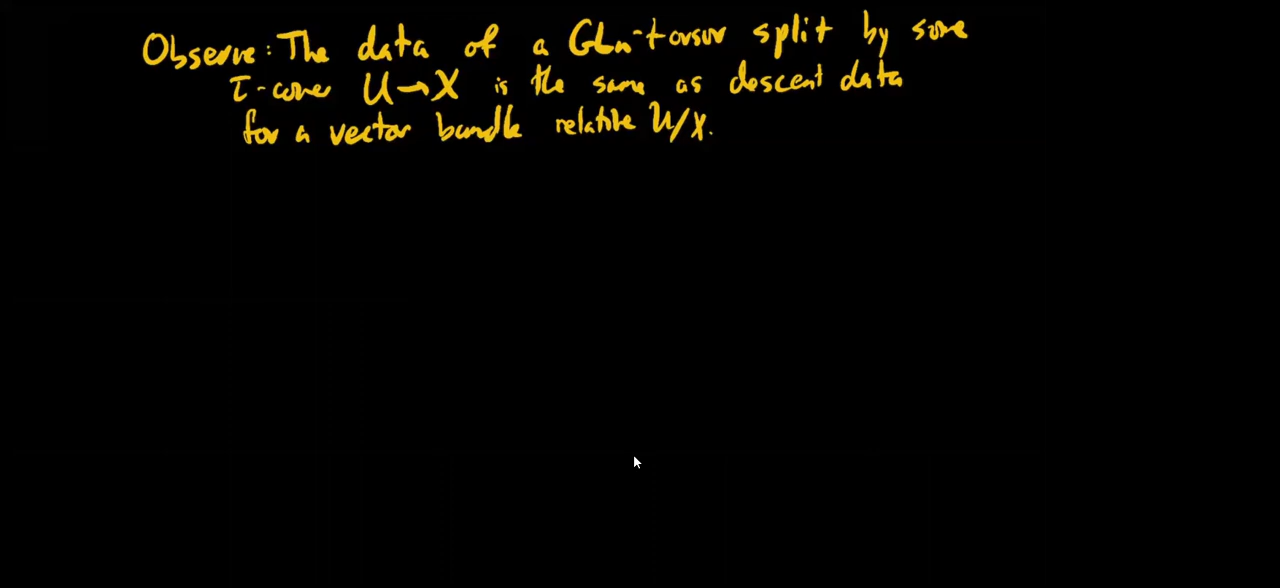 Observe: The data of a GLn-torsor split by some
τ-cover U→X is the same as descent data
for a vector bundle relative U/X.